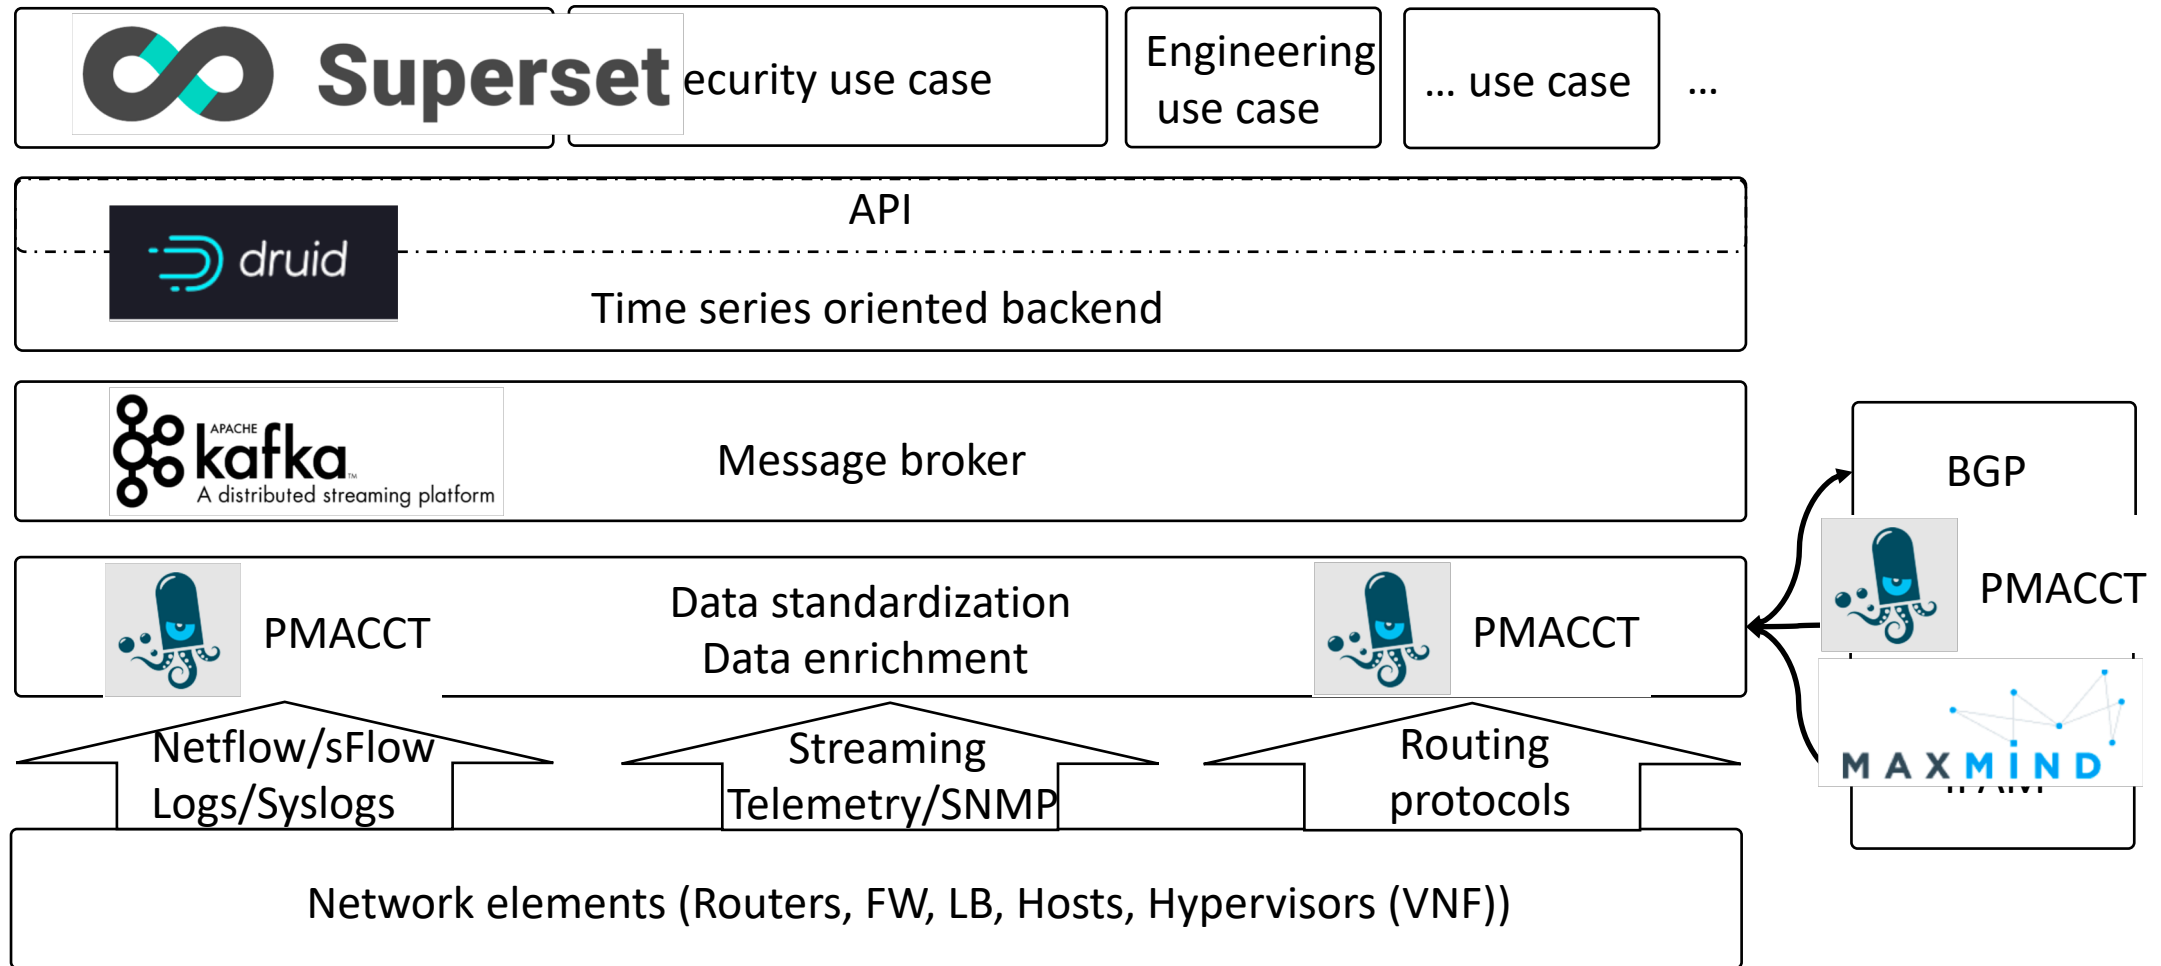 Superset
ecurity use case
Engineering
use case
... use case
...
API
druid
Time series oriented backend
APACHE
kafka™
A distributed streaming platform
Message broker
BGP
PMACCT
Data standardization
Data enrichment
PMACCT
PMACCT
MAXMIND
Netflow/sFlow
Logs/Syslogs
Streaming
Telemetry/SNMP
Routing
protocols
Network elements (Routers, FW, LB, Hosts, Hypervisors (VNF))